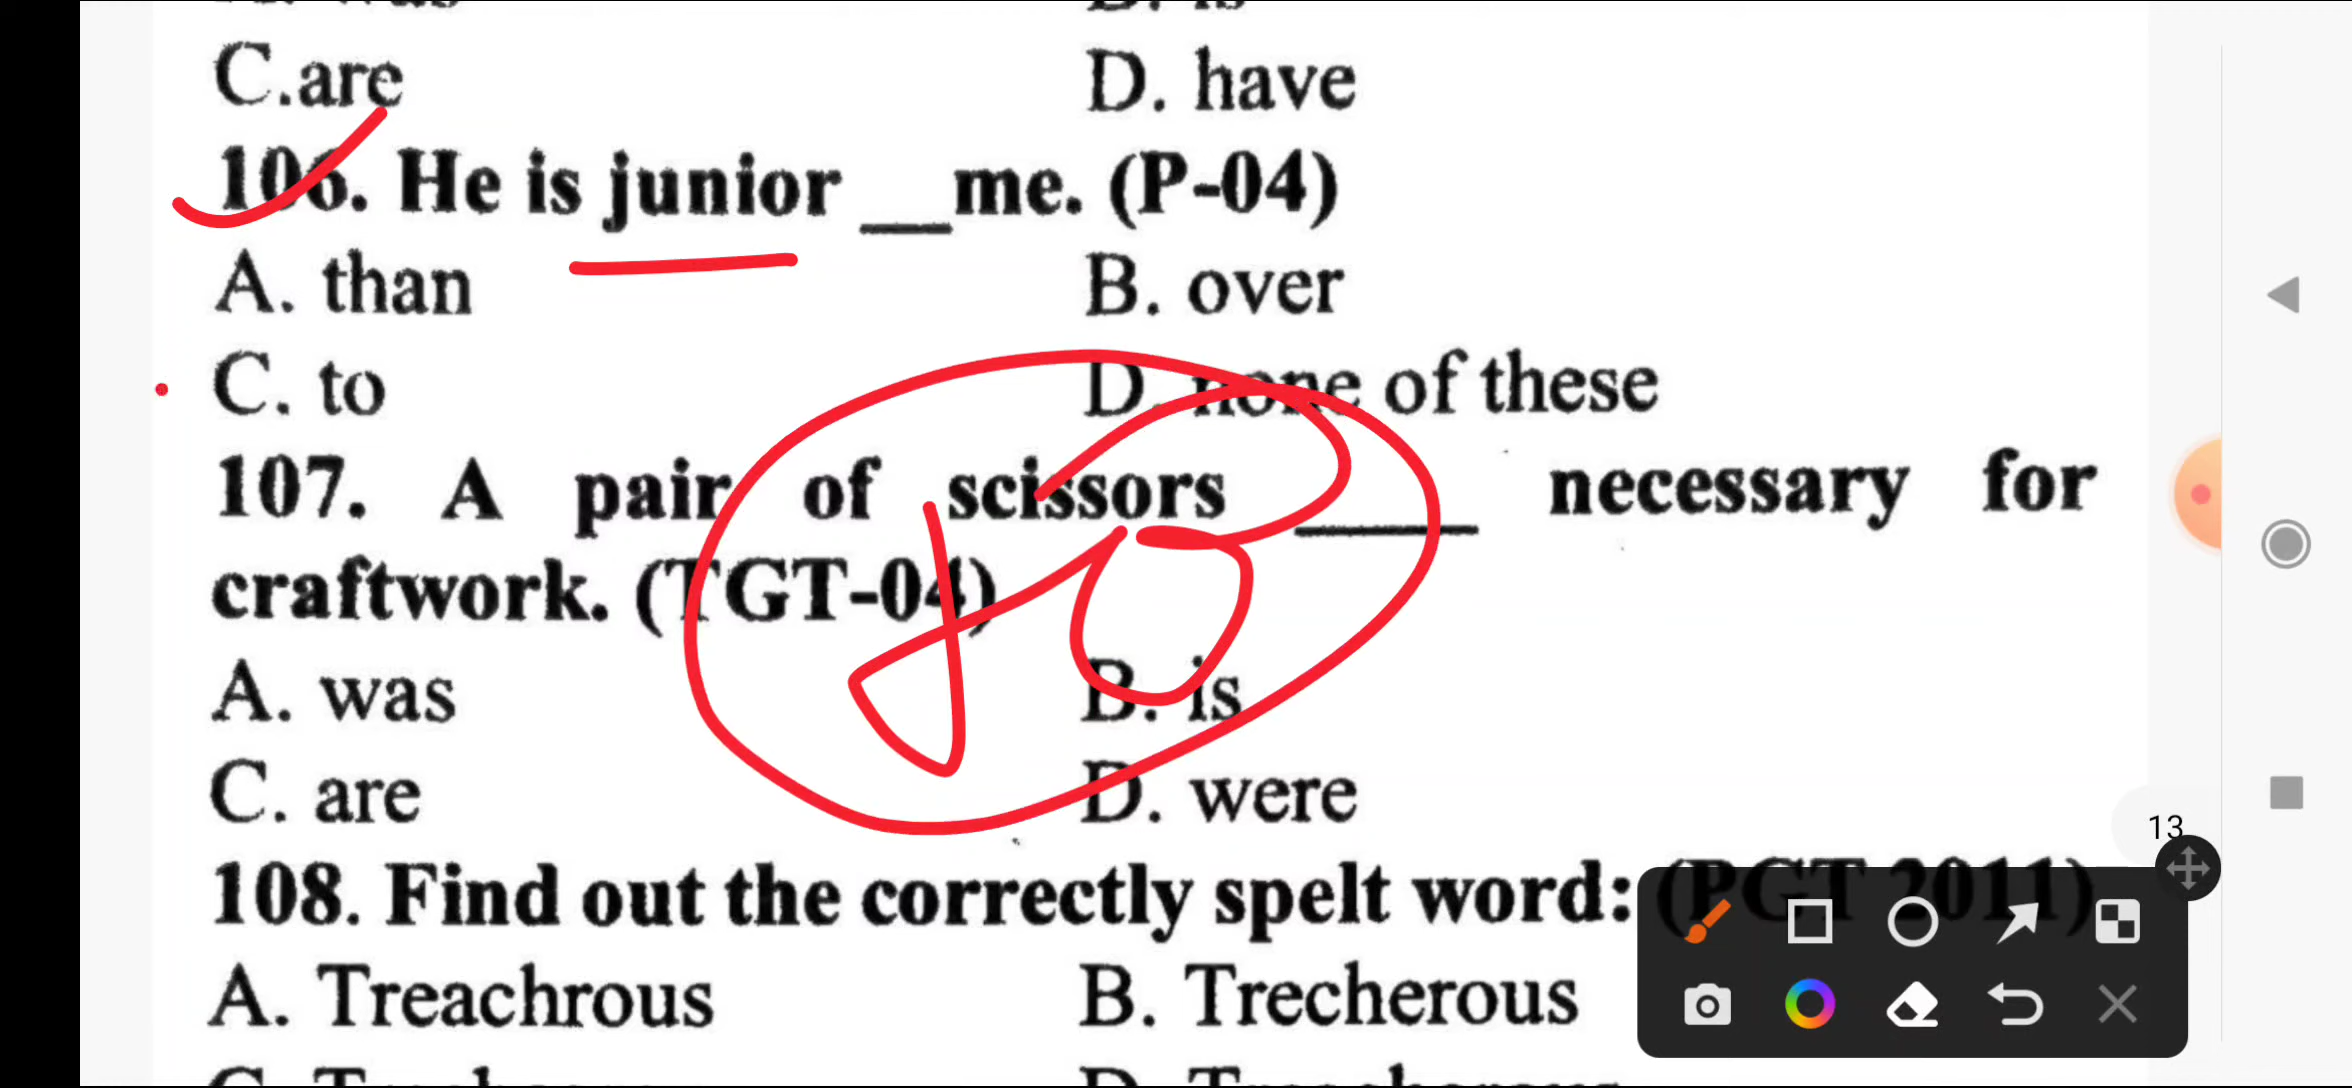 C.are D. have
106. He is junior __me. (P-04)
A. than B. over
C. to D. none of these
107. A pair of scissors ____ necessary for
craftwork. (TGT-04)
A. was B. is
C. are D. were
13
108. Find out the correctly spelt word: (PGT 2011)
A. Treachrous B. Trecherous